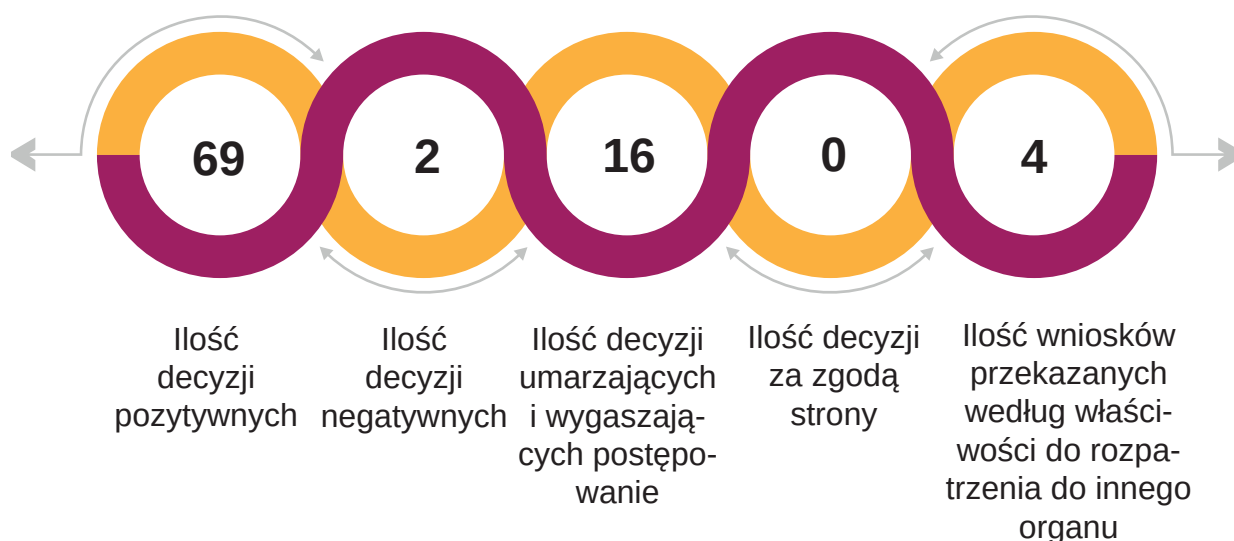 69
2
16
0
4
Ilość
decyzji
pozytywnych
Ilość
decyzji
negatywnych
Ilość decyzji
umarzających
i wygaszają-
cych postępo-
wanie
Ilość decyzji
za zgodą
strony
Ilość wniosków
przekazanych
według właści-
wości do rozpa-
trzenia do innego
organu